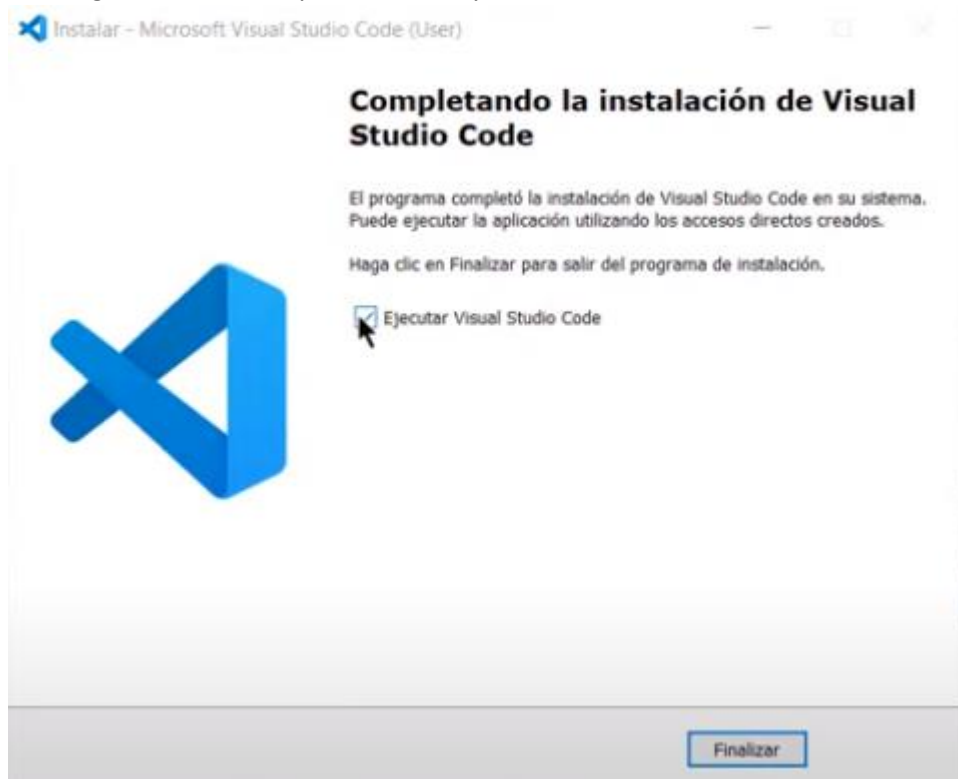 Instalar - Microsoft Visual Studio Code (User)
Completando la instalación de Visual
Studio Code
El programa completó la instalación de Visual Studio Code en su sistema.
Puede ejecutar la aplicación utilizando los accesos directos creados.
Haga clic en Finalizar para salir del programa de instalación.
Ejecutar Visual Studio Code
Finalizar